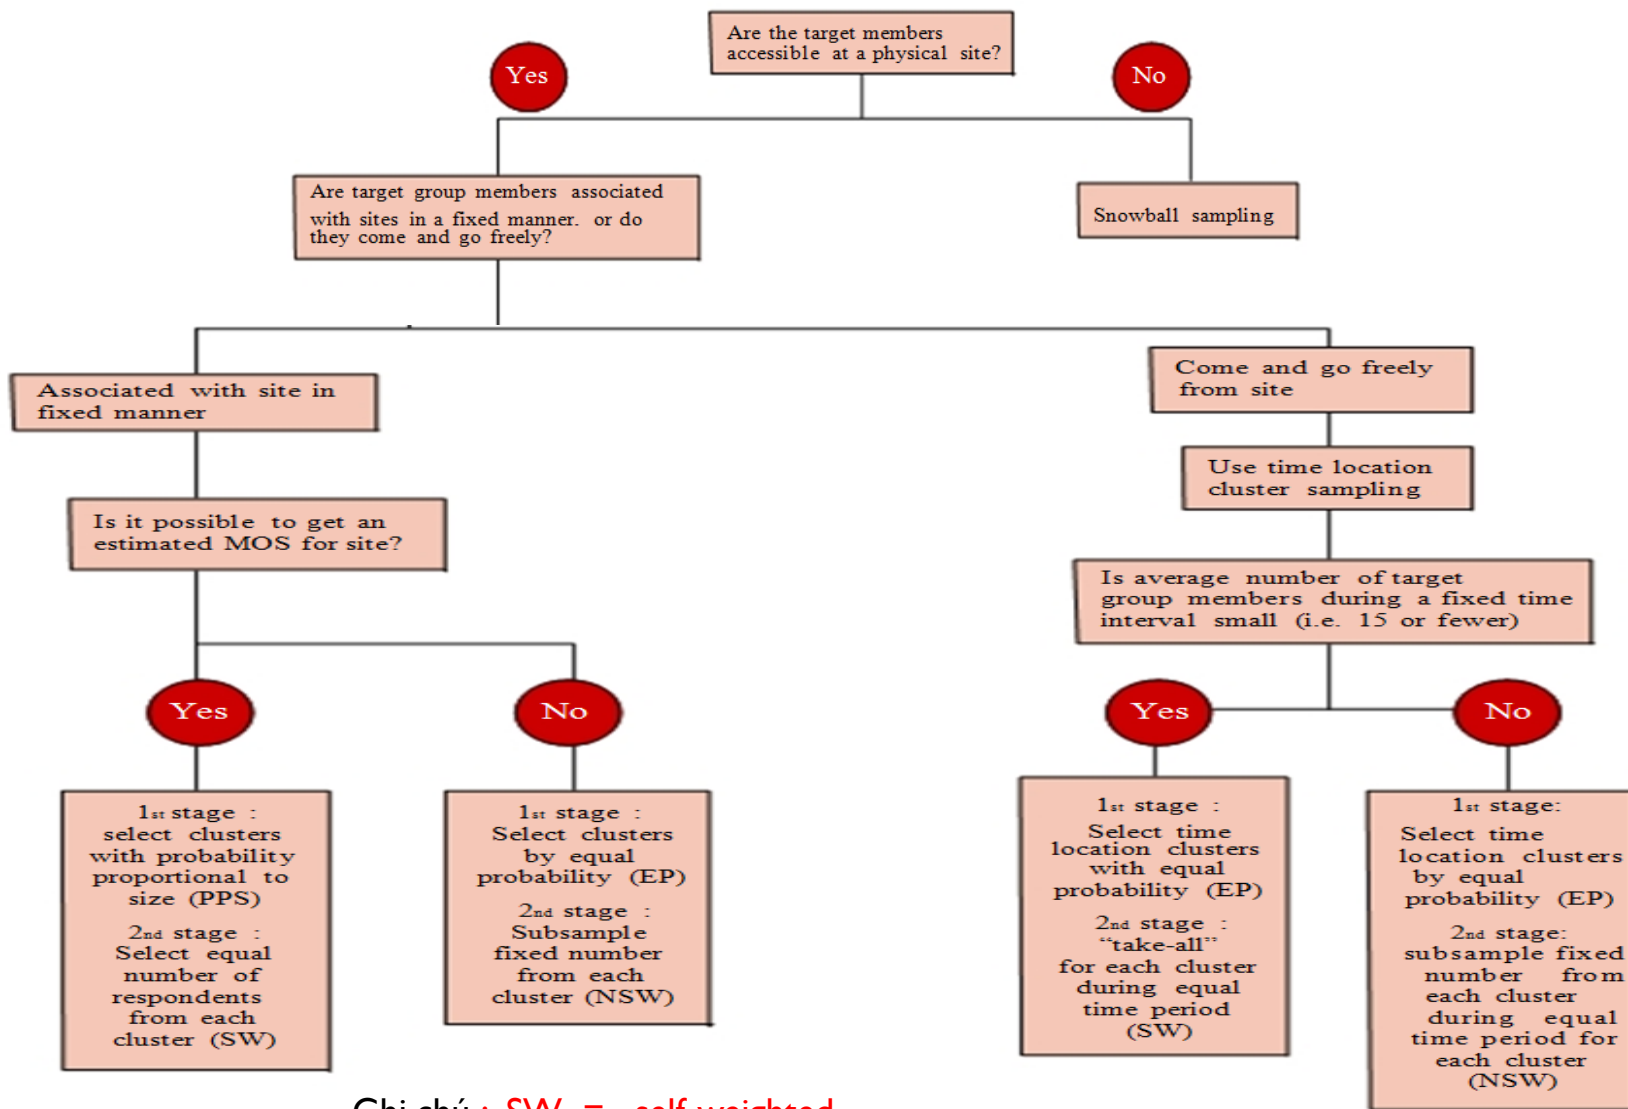 Are the target members
accessible at a physical site?
Yes
No
Are target group members associated
with sites in a fixed manner. or do
they come and go freely?
Snowball sampling
Associated with site in
fixed manner
Come and go freely
from site
Use time location
cluster sampling
Is it possible to get an
estimated MOS for site?
Is average number of target
group members during a fixed time
interval small (i.e. 15 or fewer)
Yes
No
Yes
No
1st stage :
select clusters
with probability
proportional to
size (PPS)
2nd stage :
Select equal
number of
respondents
from each
cluster (SW)
1st stage :
Select clusters
by equal
probability (EP)
2nd stage :
Subsample
fixed number
from each
cluster (NSW)
1st stage :
Select time
location clusters
with equal
probability (EP)
2nd stage :
"take-all"
for each cluster
during equal
time period
(SW)
1st stage:
Select time
location clusters
by equal
probability (EP)
2nd stage:
subsample fixed
number from
each cluster
during equal
time period for
each cluster
(NSW)
Ghi chú : SW = self weighted